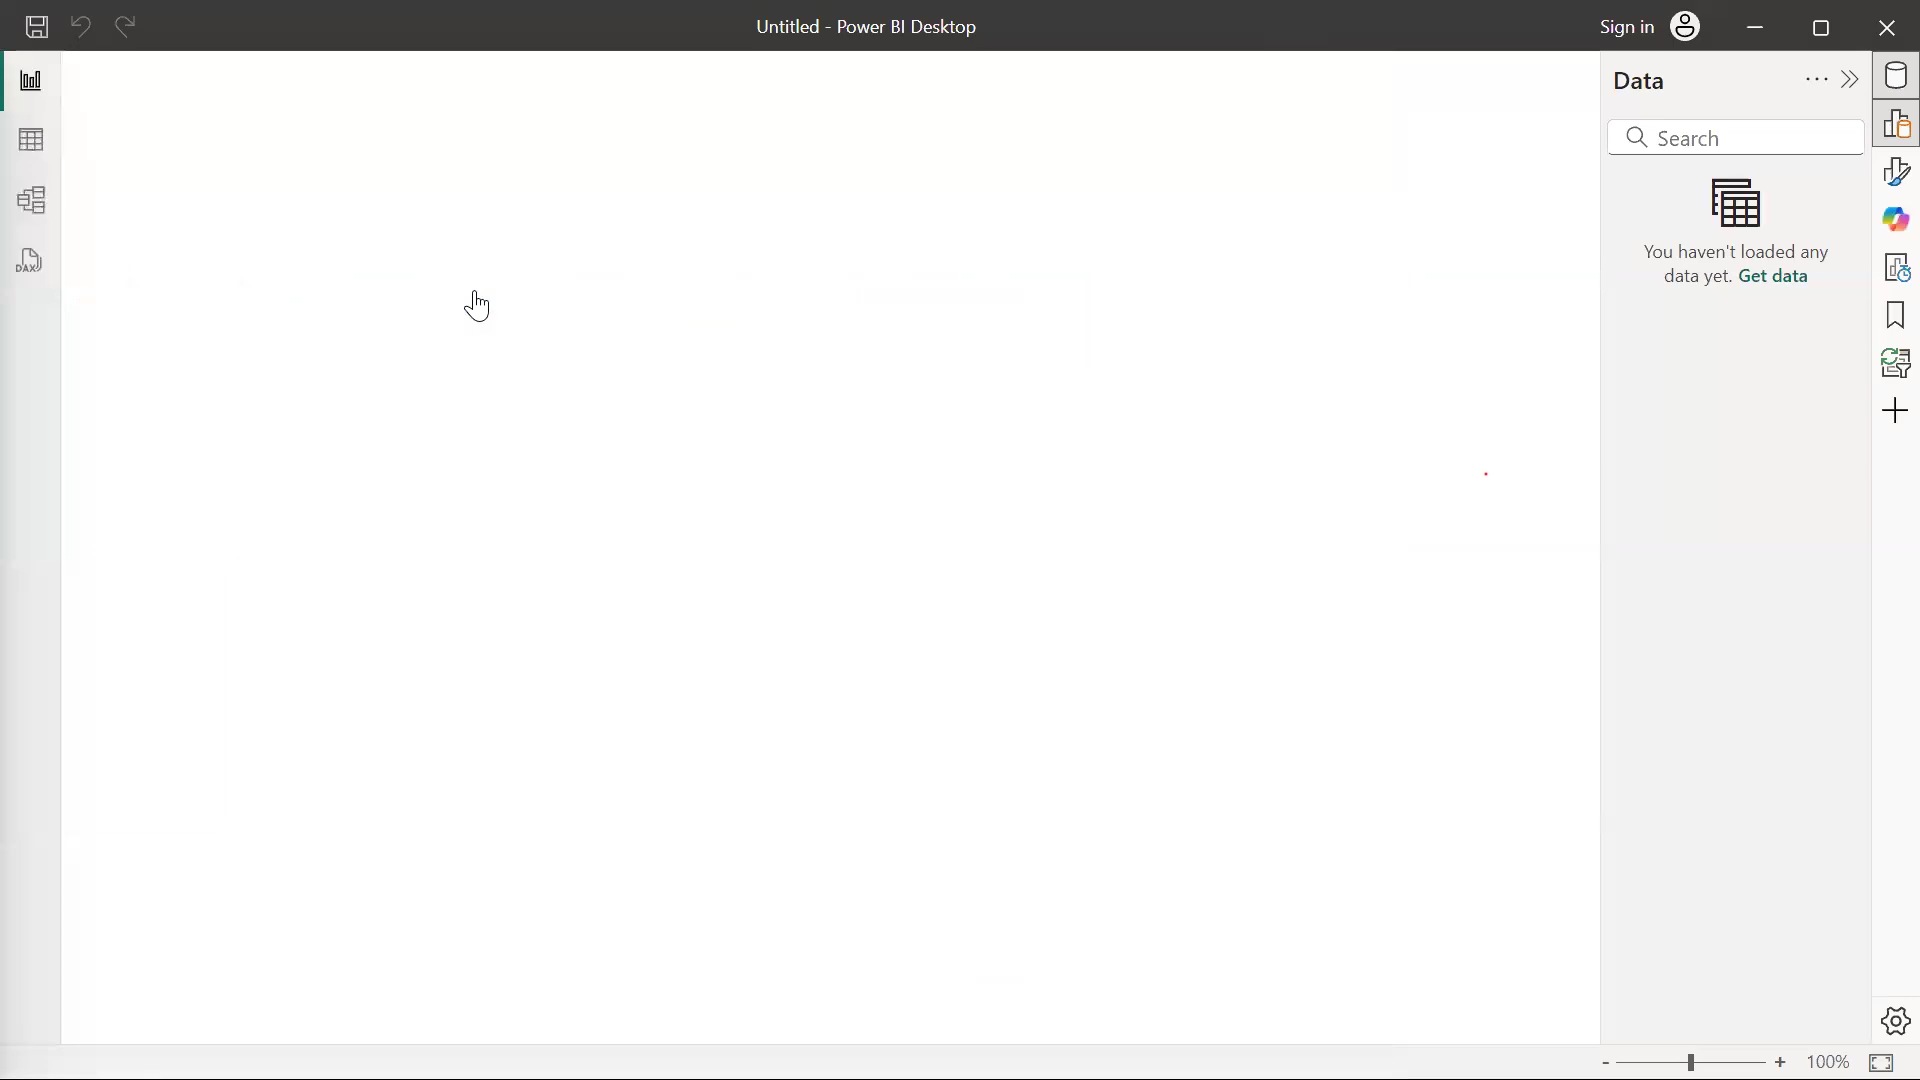 Untitled - Power BI Desktop
Sign in
Data
Search
You haven't loaded any
data yet. Get data
DAX
- + 100%